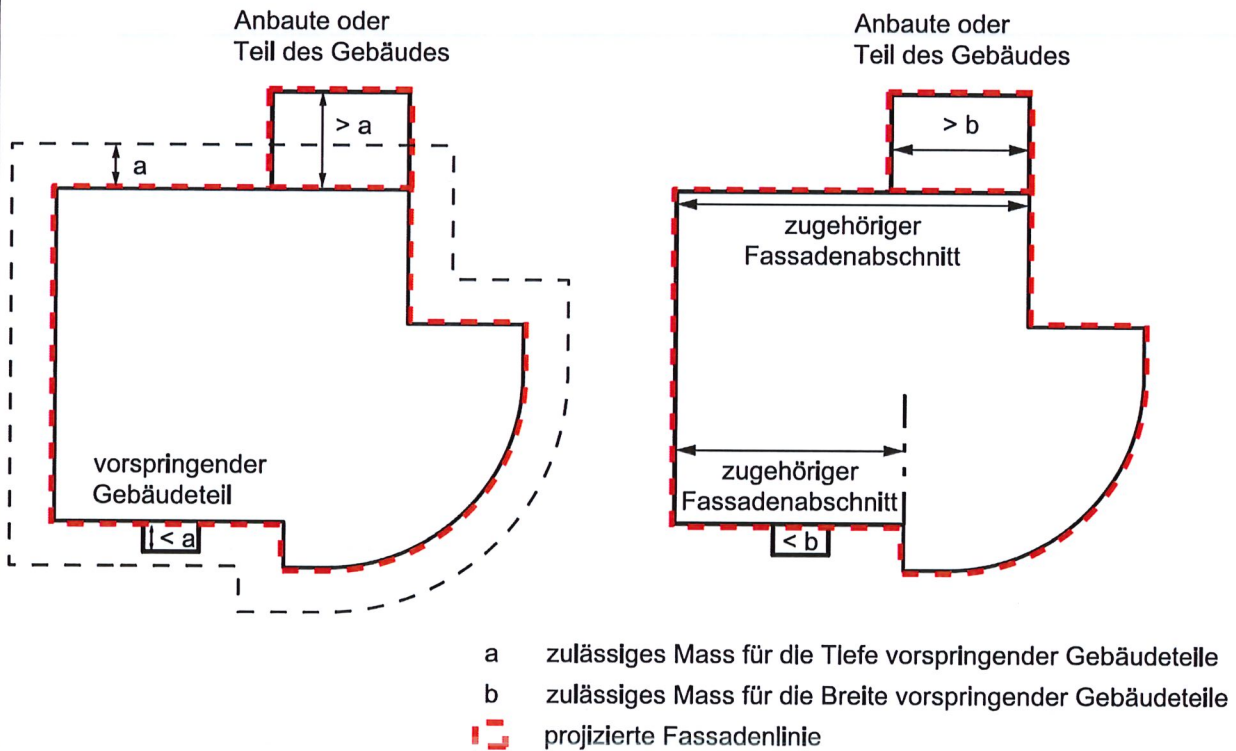 Anbaute oder
Teil des Gebäudes
> a
a
vorspringender
Gebäudeteil
< a
Anbaute oder
Teil des Gebäudes
> b
zugehöriger
Fassadenabschnitt
zugehöriger
Fassadenabschnitt
< b
a zulässiges Mass für die Tiefe vorspringender Gebäudeteile
b zulässiges Mass für die Breite vorspringender Gebäudeteile
projizierte Fassadenlinie